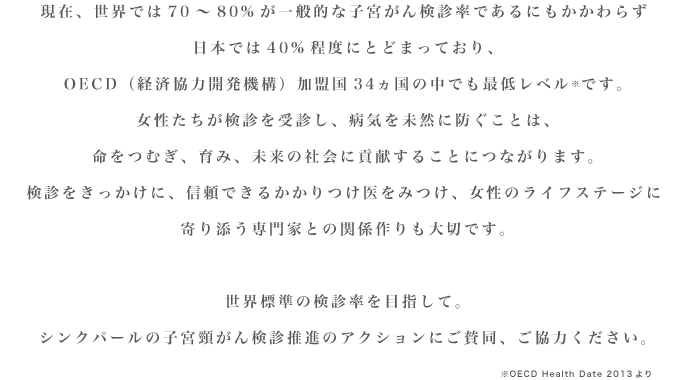 現在、世界では70〜80%が一般的な子宮がん検診率であるにもかかわらず
日本では40%程度にとどまっており、
OECD（経済協力開発機構）加盟国34ヵ国の中でも最低レベル※です。
女性たちが検診を受診し、病気を未然に防ぐことは、
命をつむぎ、育み、未来の社会に貢献することにつながります。
検診をきっかけに、信頼できるかかりつけ医をみつけ、女性のライフステージに
寄り添う専門家との関係作りも大切です。
世界標準の検診率を目指して。
シンクパールの子宮頸がん検診推進のアクションにご賛同、ご協力ください。
※OECD Health Date 2013より